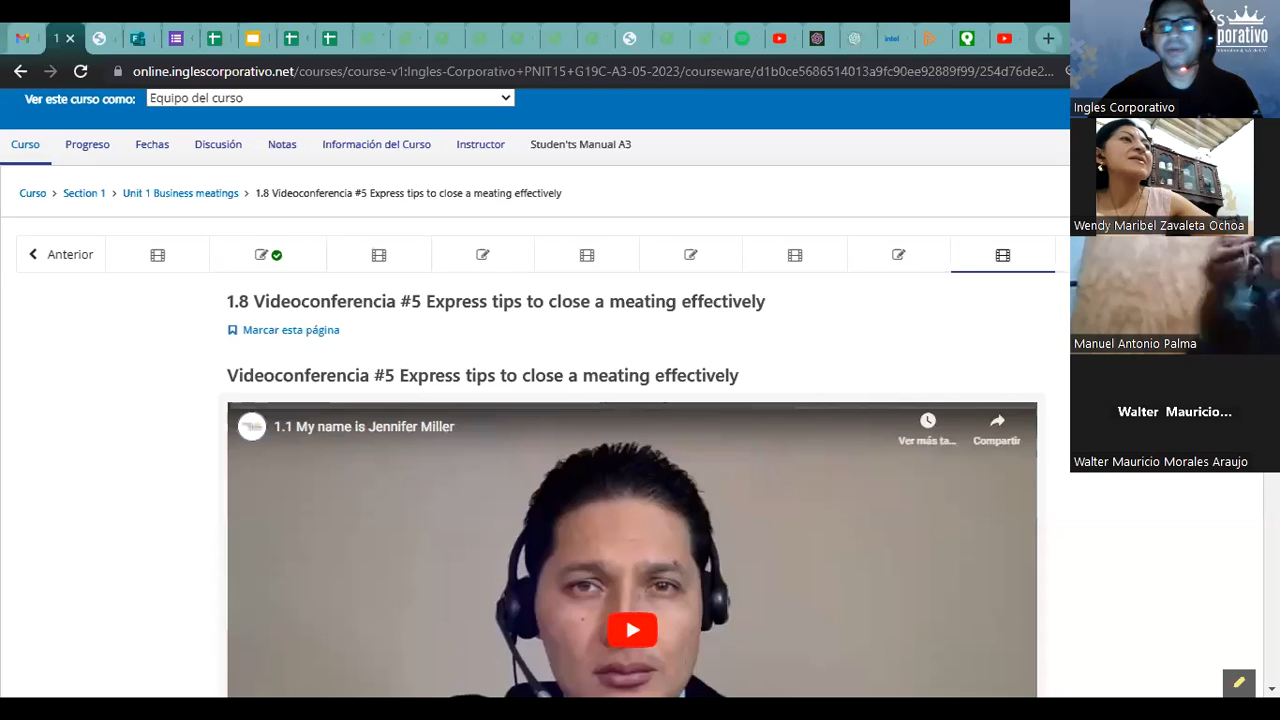 1
online.inglescorporativo.net/courses/course-v1:Ingles-Corporativo+PNIT15+G19C-A3-05-2023/courseware/d1b0ce5686514013a9fc90ee92889f99/254d76de2...
Ver este curso como:
Equipo del curso
Curso
Progreso
Fechas
Discusión
Notas
Información del Curso
Instructor
Studen'ts Manual A3
Curso > Section 1 > Unit 1 Business meatings > 1.8 Videoconferencia #5 Express tips to close a meating effectively
Anterior
1.8 Videoconferencia #5 Express tips to close a meating effectively
Marcar esta página
Videoconferencia #5 Express tips to close a meating effectively
1.1 My name is Jennifer Miller
Ver más ta...
Compartir
Ingles Corporativo
Wendy Maribel Zavaleta Ochoa
Manuel Antonio Palma
Walter Mauricio...
Walter Mauricio Morales Araujo